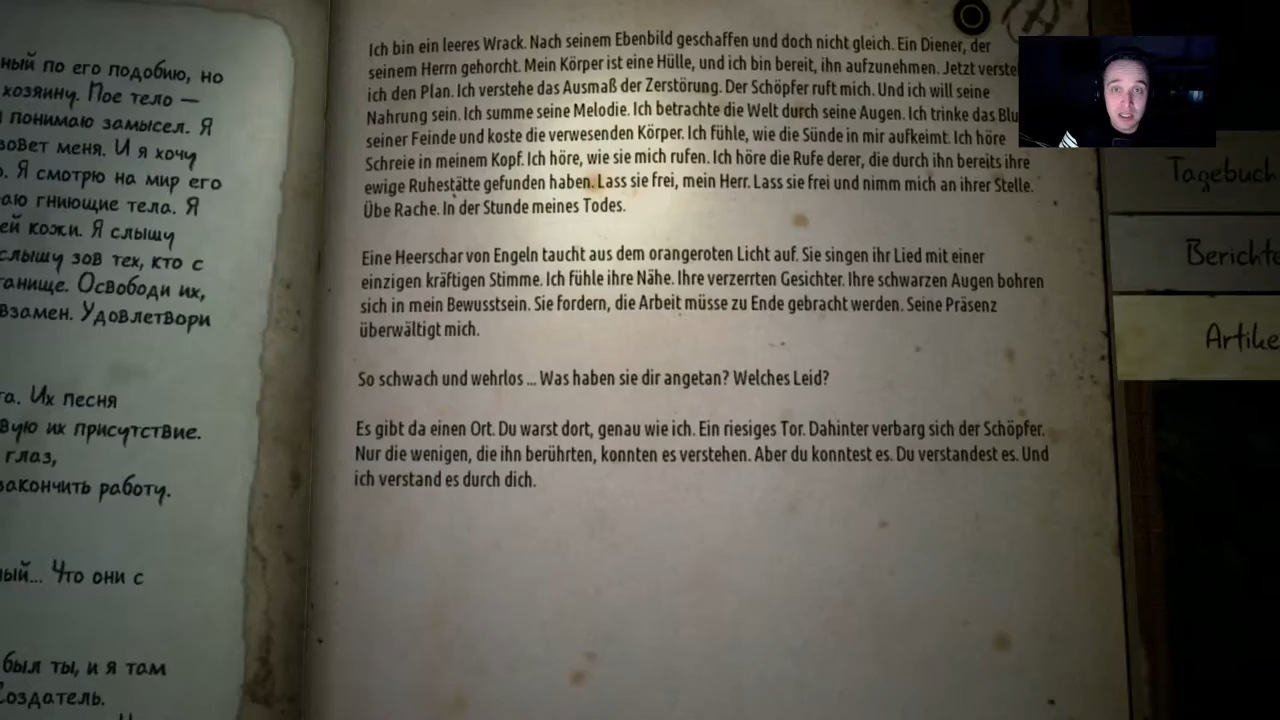 ный по его подобию, но
хозяину. Пое тело —
понимаю замысел. Я
зовет меня. И я хочу
Я смотрю на мир его
гниющие тела. Я
ей кожи. Я слышу
слышу зов тех, кто с
Освободи их,
взамен. Удовлетвори
та. Их песня
вую их присутствие.
глаз,
закончить работу.
ный... Что они с
был ты, и я там
Создатель.
Ich bin ein leeres Wrack. Nach seinem Ebenbild geschaffen und doch nicht gleich. Ein Diener, der
seinem Herrn gehorcht. Mein Körper ist eine Hülle, und ich bin bereit, ihn aufzunehmen. Jetzt verste
ich den Plan. Ich verstehe das Ausmaß der Zerstörung. Der Schöpfer ruft mich. Und ich will seine
Nahrung sein. Ich summe seine Melodie. Ich betrachte die Welt durch seine Augen. Ich trinke das Blu
seiner Feinde und koste die verwesenden Körper. Ich fühle, wie die Sünde in mir aufkeimt. Ich höre
Schreie in meinem Kopf. Ich höre, wie sie mich rufen. Ich höre die Rufe derer, die durch ihn bereits ihre
ewige Ruhestätte gefunden haben. Lass sie frei, mein Herr. Lass sie frei und nimm mich an ihrer Stelle.
Übe Rache. In der Stunde meines Todes.
Eine Heerschar von Engeln taucht aus dem orangeroten Licht auf. Sie singen ihr Lied mit einer
einzigen kräftigen Stimme. Ich fühle ihre Nähe. Ihre verzerrten Gesichter. Ihre schwarzen Augen bohren
sich in mein Bewusstsein. Sie fordern, die Arbeit müsse zu Ende gebracht werden. Seine Präsenz
überwältigt mich.
So schwach und wehrlos ... Was haben sie dir angetan? Welches Leid?
Es gibt da einen Ort. Du warst dort, genau wie ich. Ein riesiges Tor. Dahinter verbarg sich der Schöpfer.
Nur die wenigen, die ihn berührten, konnten es verstehen. Aber du konntest es. Du verstandest es. Und
ich verstand es durch dich.
Tagebuch
Berichte
Artike